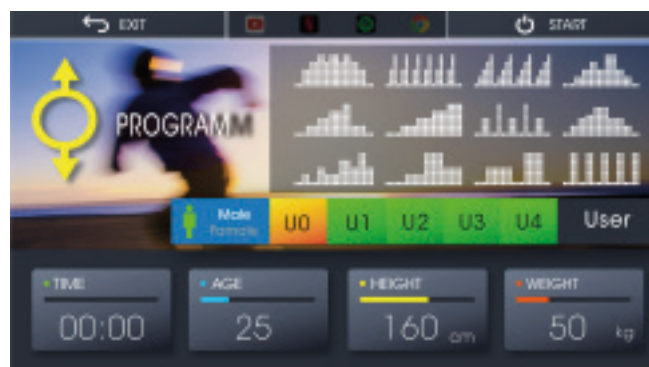 EXIT
START
PROGRAMM
Male
Female
U0 U1 U2 U3 U4 User
TIME
00:00
AGE
25
HEIGHT
160 cm
WEIGHT
50 kg